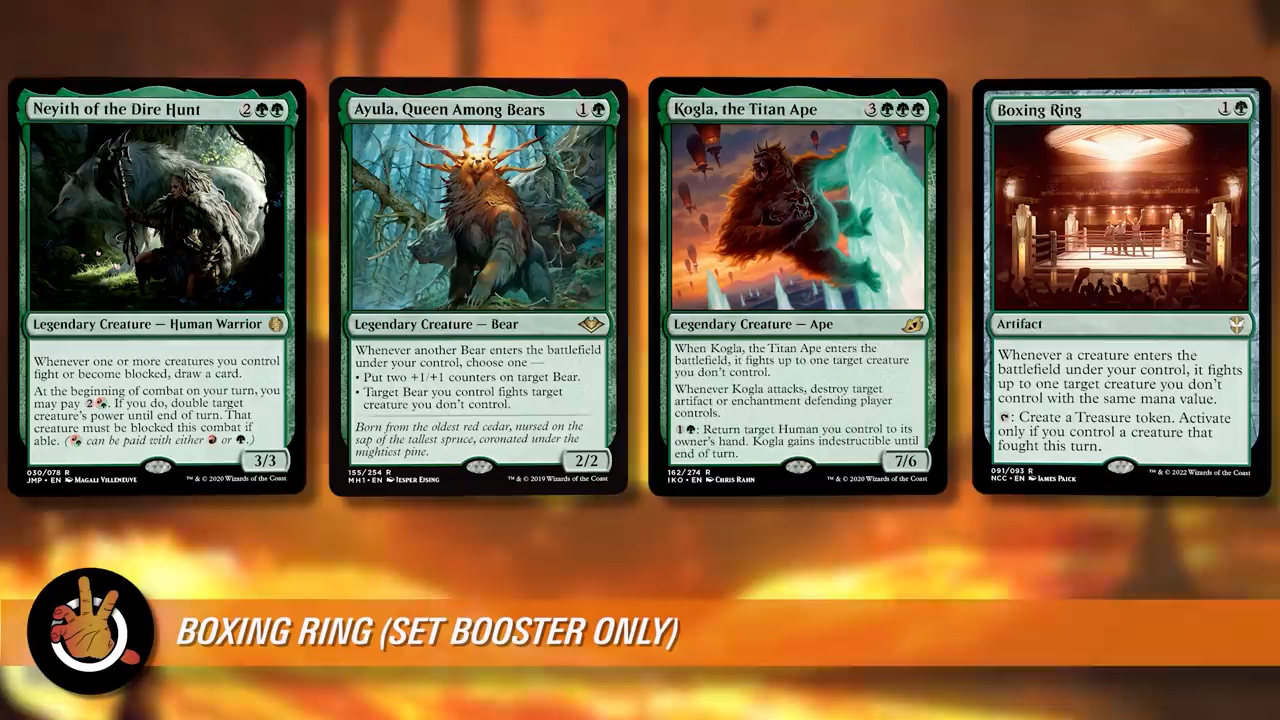 Neyith of the Dire Hunt 2
Legendary Creature — Human Warrior
Whenever one or more creatures you control
fight or become blocked, draw a card.
At the beginning of combat on your turn, you
may pay 2 . If you do, double target
creature's power until end of turn. That
creature must be blocked this combat if
able. ( can be paid with either or .)
3/3
030/078 R
JMP • EN Magali Villeneuve ™ & © 2020 Wizards of the Coast
Ayula, Queen Among Bears 1
Legendary Creature — Bear
Whenever another Bear enters the battlefield
under your control, choose one —
• Put two +1/+1 counters on target Bear.
• Target Bear you control fights target
creature you don't control.
Born from the oldest red cedar, nursed on the
sap of the tallest spruce, coronated under the
mightiest pine.
2/2
155/254 R
MH1 • EN Jesper Ejsing ™ & © 2019 Wizards of the Coast
Kogla, the Titan Ape 3
Legendary Creature — Ape
When Kogla, the Titan Ape enters the
battlefield, it fights up to one target creature
you don't control.
Whenever Kogla attacks, destroy target
artifact or enchantment defending player
controls.
1 : Return target Human you control to its
owner's hand. Kogla gains indestructible until
end of turn.
7/6
162/274 R
IKO • EN Chris Rahn ™ & © 2020 Wizards of the Coast
Boxing Ring 1
Artifact
Whenever a creature enters the
battlefield under your control, it fights
up to one target creature you don't
control with the same mana value.
: Create a Treasure token. Activate
only if you control a creature that
fought this turn.
091/093 R
NCC • EN James Paick ™ & © 2022 Wizards of the Coast
BOXING RING (SET BOOSTER ONLY)